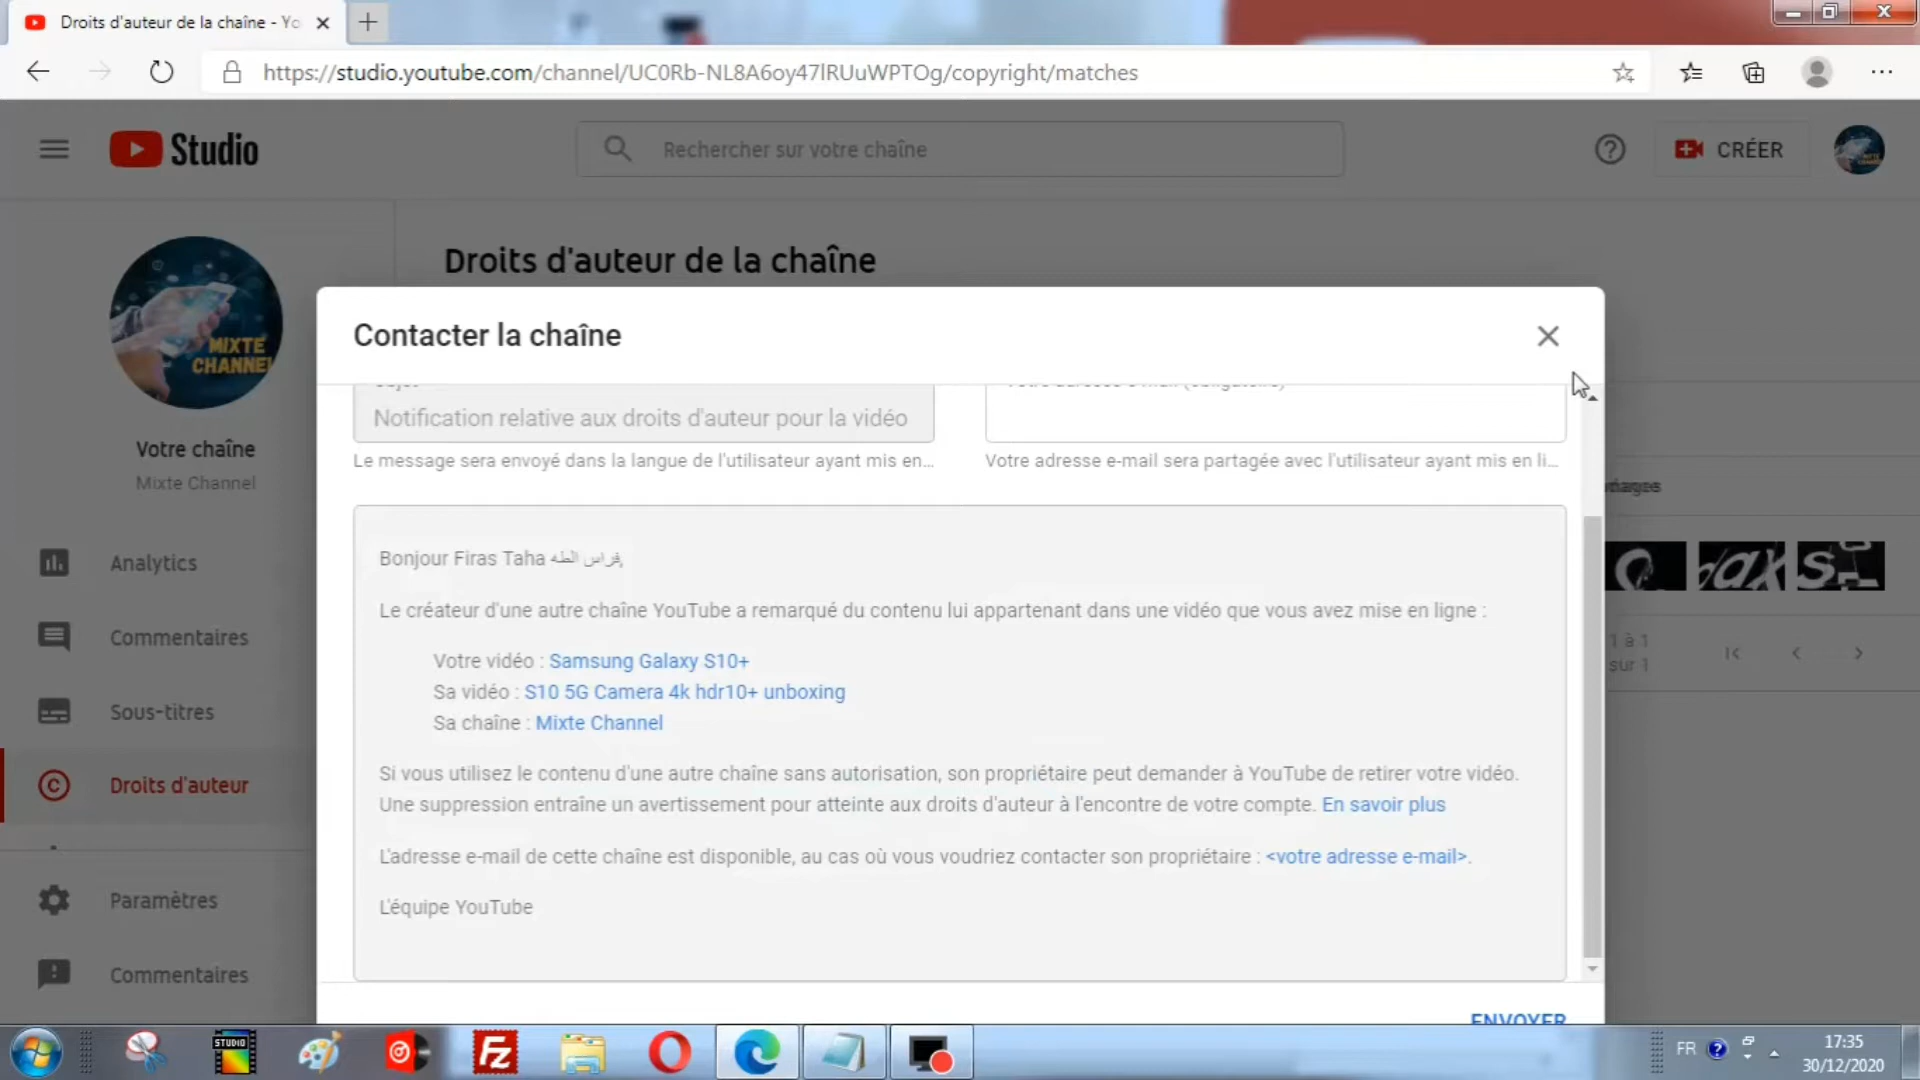 Droits d'auteur de la chaîne - Yo
https://studio.youtube.com/channel/UC0Rb-NL8A6oy47lRUuWPTOg/copyright/matches
Studio
Rechercher sur votre chaîne
CRÉER
MIXTE
CHANNEL
Votre chaîne
Mixte Channel
Analytics
Commentaires
Sous-titres
Droits d'auteur
Paramètres
Commentaires
Droits d'auteur de la chaîne
Contacter la chaîne
Notification relative aux droits d'auteur pour la vidéo
Le message sera envoyé dans la langue de l'utilisateur ayant mis en...
Votre adresse e-mail sera partagée avec l'utilisateur ayant mis en li...
Bonjour Firas Taha فراس الطه,
Le créateur d'une autre chaîne YouTube a remarqué du contenu lui appartenant dans une vidéo que vous avez mise en ligne :
Votre vidéo : Samsung Galaxy S10+
Sa vidéo : S10 5G Camera 4k hdr10+ unboxing
Sa chaîne : Mixte Channel
Si vous utilisez le contenu d'une autre chaîne sans autorisation, son propriétaire peut demander à YouTube de retirer votre vidéo.
Une suppression entraîne un avertissement pour atteinte aux droits d'auteur à l'encontre de votre compte. En savoir plus
L'adresse e-mail de cette chaîne est disponible, au cas où vous voudriez contacter son propriétaire : <votre adresse e-mail>.
L'équipe YouTube
ENVOYER
1 à 1
sur 1
STUDIO
FR
17:35
30/12/2020